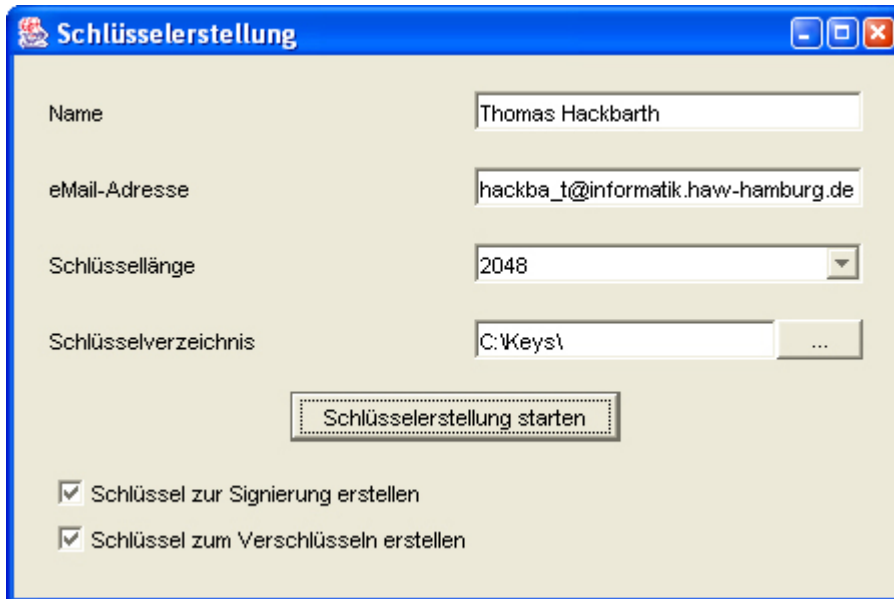 Schlüsselerstellung
Name Thomas Hackbarth
eMail-Adresse hackba_t@informatik.haw-hamburg.de
Schlüssellänge 2048
Schlüsselverzeichnis C:\Keys\ ...
Schlüsselerstellung starten
Schlüssel zur Signierung erstellen
Schlüssel zum Verschlüsseln erstellen